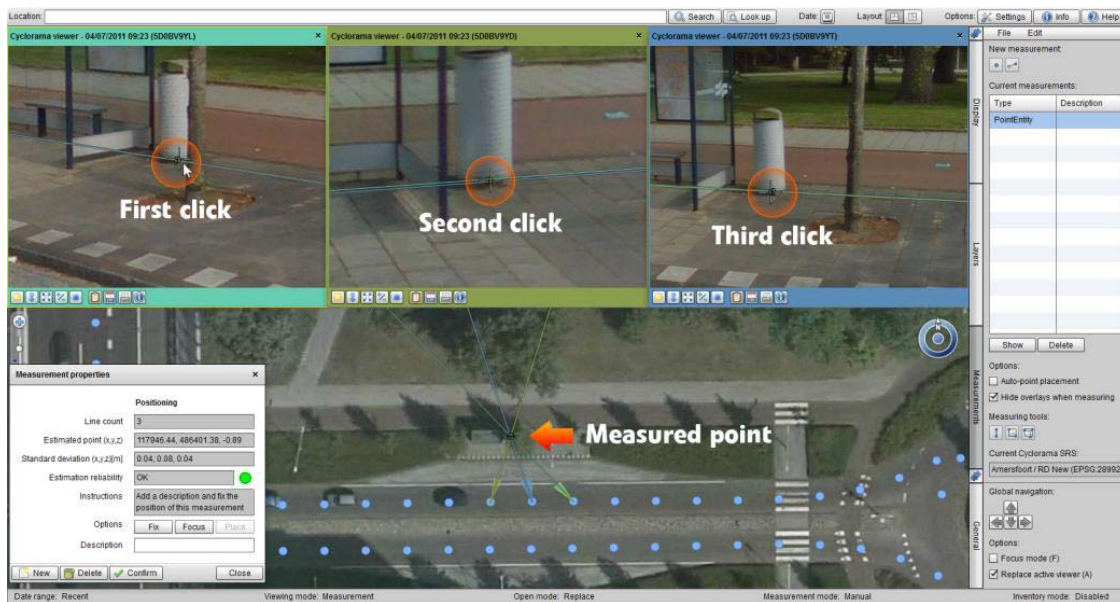 Location: Search Look up Date: Layout: Options: Settings Info Help
Cyclorama viewer - 04/07/2011 09:23 (5D0BV9YL) ×
Cyclorama viewer - 04/07/2011 09:23 (5D0BV9YD)
Cyclorama viewer - 04/07/2011 09:23 (5D0BV9YT) ×
First click
Second click
Third click
File Edit
New measurement:
Current measurements:
Type Description
PointEntity
Show Delete
Options:
Auto-point placement
Hide overlays when measuring
Measuring tools:
Current Cyclorama SRS:
Amersfoort / RD New (EPSG:28992
Global navigation:
Options:
Focus mode (F)
Replace active viewer (A)
Display
Layers
Measurements
General
N
Measured point
Measurement properties ×
Positioning
Line count 3
Estimated point (x,y,z) 117946.44, 486401.38, -0.89
Standard deviation (x,y,z)[m] 0.04, 0.08, 0.04
Estimation reliability OK
Instructions Add a description and fix the
position of this measurement
Options Fix Focus Place
Description
New Delete Confirm Close
Date range: Recent Viewing mode: Measurement Open mode: Replace Measurement mode: Manual Inventory mode: Disabled